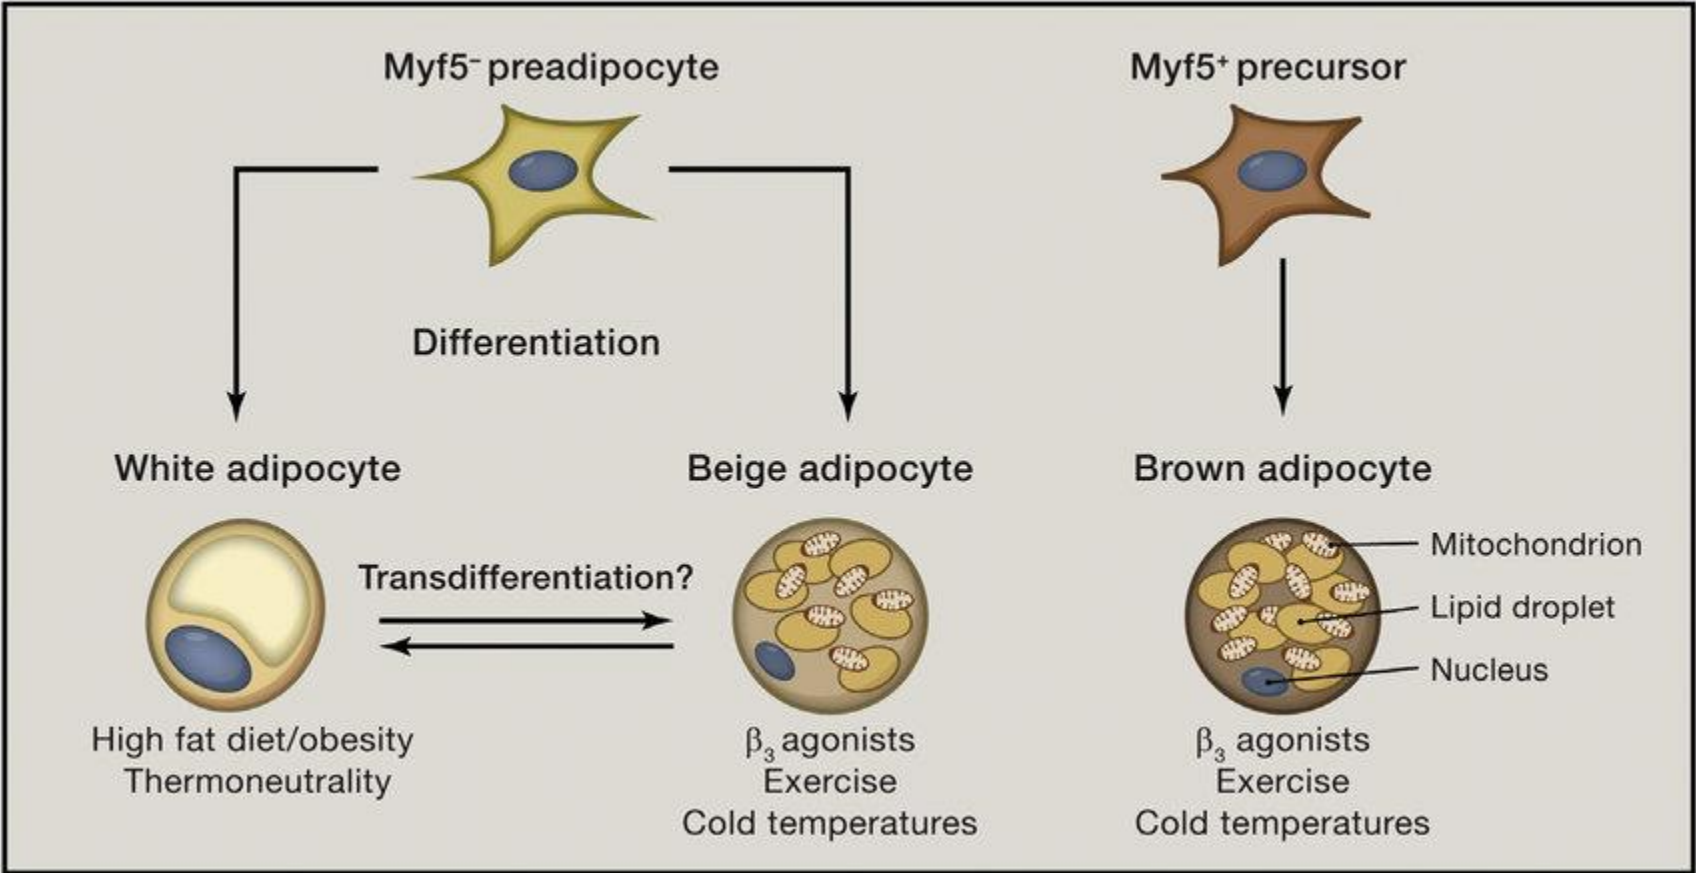 Myf5⁻ preadipocyte
Myf5⁺ precursor
Differentiation
White adipocyte
Beige adipocyte
Brown adipocyte
Transdifferentiation?
Mitochondrion
Lipid droplet
Nucleus
High fat diet/obesity
Thermoneutrality
β₃ agonists
Exercise
Cold temperatures
β₃ agonists
Exercise
Cold temperatures